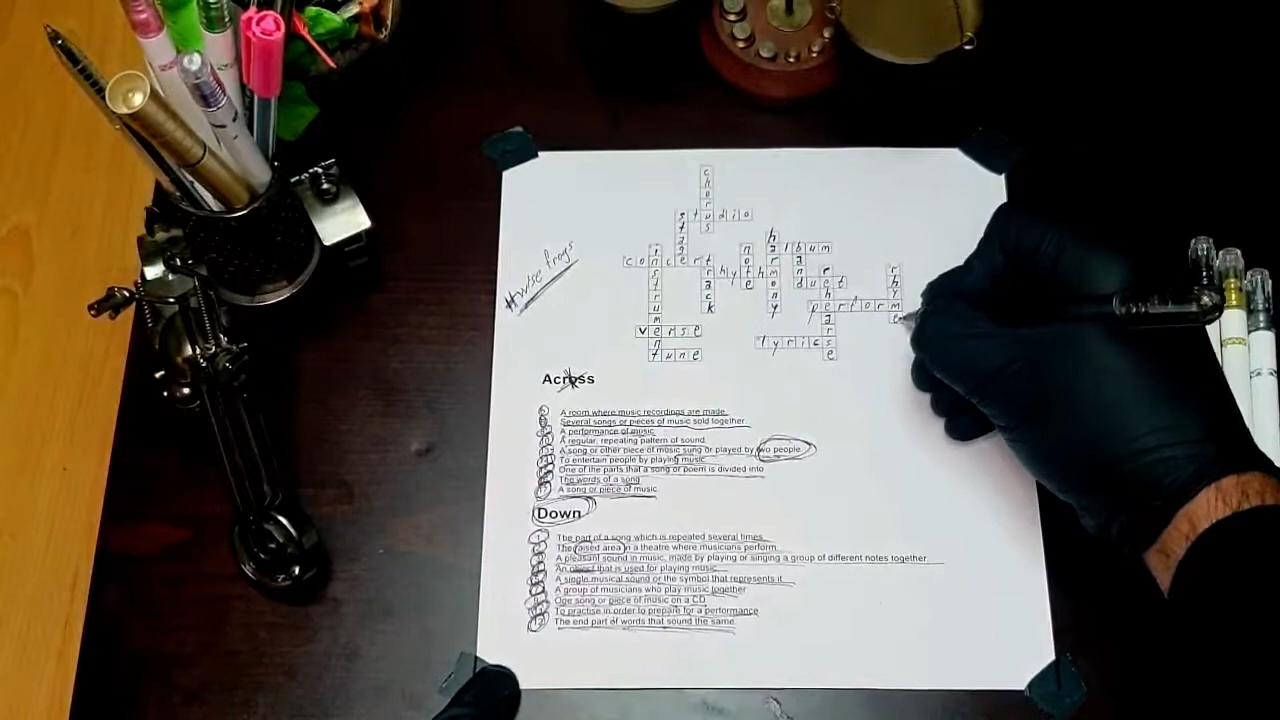 chorus
studio
stage
harmony
album
instrument
note
band
concert
track
rhythm
rehearse
rhyme
duet
perform
verse
lyrics
tune
#wise frogs
Across
A room where music recordings are made.
Several songs or pieces of music sold together
A performance of music
A regular, repeating pattern of sound
A song or other piece of music sung or played by two people
To entertain people by playing music
One of the parts that a song or poem is divided into
The words of a song
A song or piece of music
Down
The part of a song which is repeated several times
The raised area in a theatre where musicians perform
A pleasant sound in music, made by playing or singing a group of different notes together
An object that is used for playing music
A single musical sound or the symbol that represents it
A group of musicians who play music together
One song or piece of music on a CD
To practise in order to prepare for a performance
The end part of words that sound the same